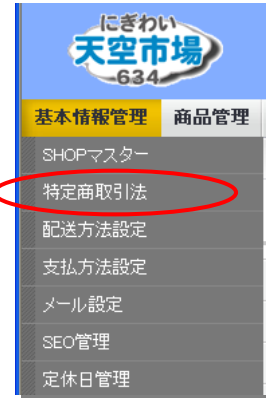 にぎわい
天空市場
634
基本情報管理 商品管理
SHOPマスター
特定商取引法
配送方法設定
支払方法設定
メール設定
SEO管理
定休日管理